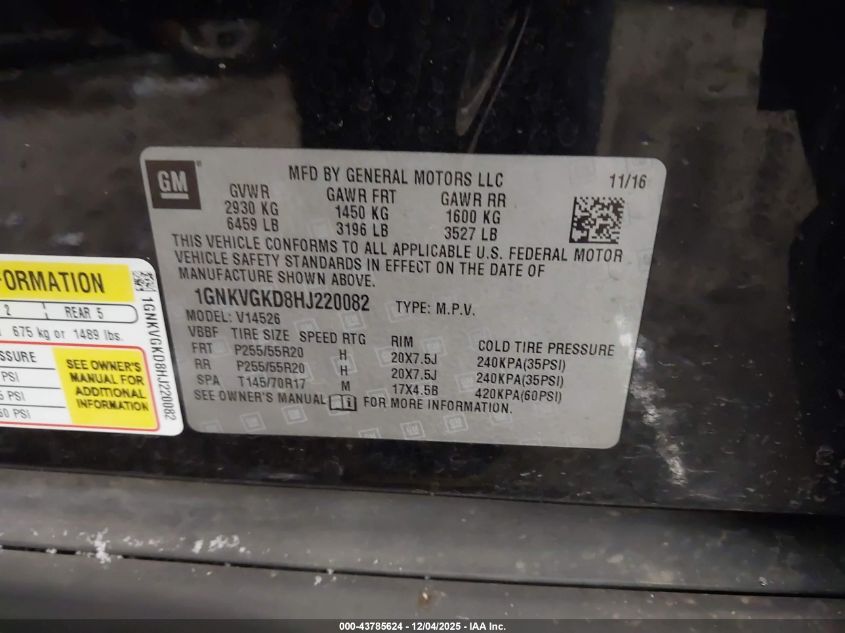 GM
MFD BY GENERAL MOTORS LLC
11/16
GVWR
2930 KG
6459 LB
GAWR FRT
1450 KG
3196 LB
GAWR RR
1600 KG
3527 LB
THIS VEHICLE CONFORMS TO ALL APPLICABLE U.S. FEDERAL MOTOR
VEHICLE SAFETY STANDARDS IN EFFECT ON THE DATE OF
MANUFACTURE SHOWN ABOVE.
1GNKVGKD8HJ220082 TYPE: M.P.V.
MODEL: V14526
VBBF TIRE SIZE SPEED RTG RIM COLD TIRE PRESSURE
FRT P255/55R20 H 20X7.5J 240KPA(35PSI)
RR P255/55R20 H 20X7.5J 240KPA(35PSI)
SPA T145/70R17 M 17X4.5B 420KPA(60PSI)
SEE OWNER'S MANUAL FOR MORE INFORMATION.
FORMATION
2 REAR 5
675 kg or 1489 lbs.
SEE OWNER'S
MANUAL FOR
ADDITIONAL
INFORMATION
PSI
PSI
PSI
1GNKVGKD8HJ220082
000-43785624 - 12/04/2025 - IAA Inc.